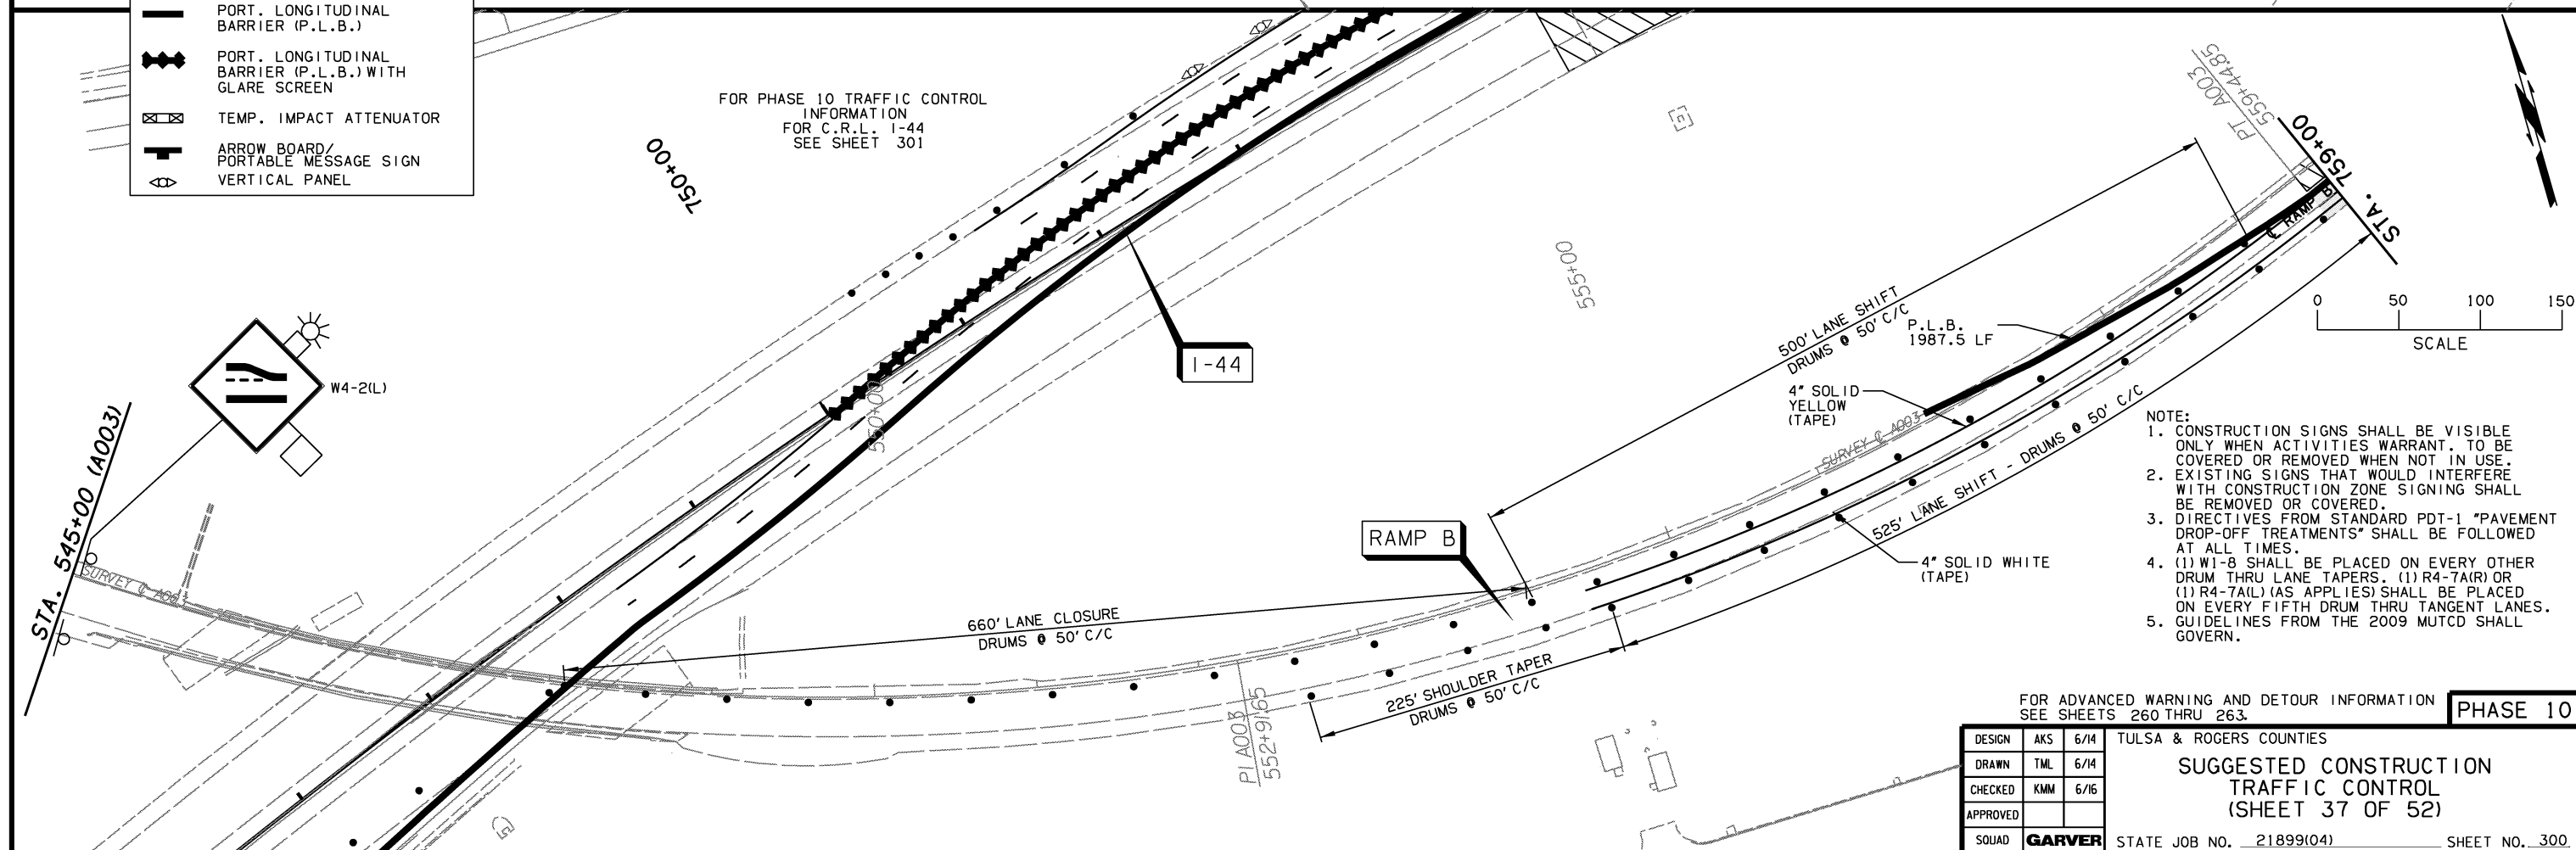 PORT. LONGITUDINAL
BARRIER (P.L.B.)
PORT. LONGITUDINAL
BARRIER (P.L.B.) WITH
GLARE SCREEN
TEMP. IMPACT ATTENUATOR
ARROW BOARD/
PORTABLE MESSAGE SIGN
VERTICAL PANEL
FOR PHASE 10 TRAFFIC CONTROL
INFORMATION
FOR C.R.L. I-44
SEE SHEET 301
750+00
W4-2(L)
STA. 545+00 (A003)
SURVEY ℄ A003
550+00
I-44
555+00
RAMP B
660' LANE CLOSURE
DRUMS @ 50' C/C
PI A003
552+91.65
225' SHOULDER TAPER
DRUMS @ 50' C/C
500' LANE SHIFT
DRUMS @ 50' C/C
P.L.B.
1987.5 LF
4" SOLID
YELLOW
(TAPE)
SURVEY ℄ A003
525' LANE SHIFT - DRUMS @ 50' C/C
4" SOLID WHITE
(TAPE)
PT A003
559+44.85
STA. 759+00
℄ RAMP B
0 50 100 150
SCALE
NOTE:
1. CONSTRUCTION SIGNS SHALL BE VISIBLE
ONLY WHEN ACTIVITIES WARRANT. TO BE
COVERED OR REMOVED WHEN NOT IN USE.
2. EXISTING SIGNS THAT WOULD INTERFERE
WITH CONSTRUCTION ZONE SIGNING SHALL
BE REMOVED OR COVERED.
3. DIRECTIVES FROM STANDARD PDT-1 "PAVEMENT
DROP-OFF TREATMENTS" SHALL BE FOLLOWED
AT ALL TIMES.
4. (1) W1-8 SHALL BE PLACED ON EVERY OTHER
DRUM THRU LANE TAPERS. (1) R4-7A(R) OR
(1) R4-7A(L) (AS APPLIES) SHALL BE PLACED
ON EVERY FIFTH DRUM THRU TANGENT LANES.
5. GUIDELINES FROM THE 2009 MUTCD SHALL
GOVERN.
FOR ADVANCED WARNING AND DETOUR INFORMATION
SEE SHEETS 260 THRU 263.
PHASE 10
DESIGN AKS 6/14
DRAWN TML 6/14
CHECKED KMM 6/16
APPROVED
SQUAD GARVER
TULSA & ROGERS COUNTIES
SUGGESTED CONSTRUCTION
TRAFFIC CONTROL
(SHEET 37 OF 52)
STATE JOB NO. 21899(04) SHEET NO. 300